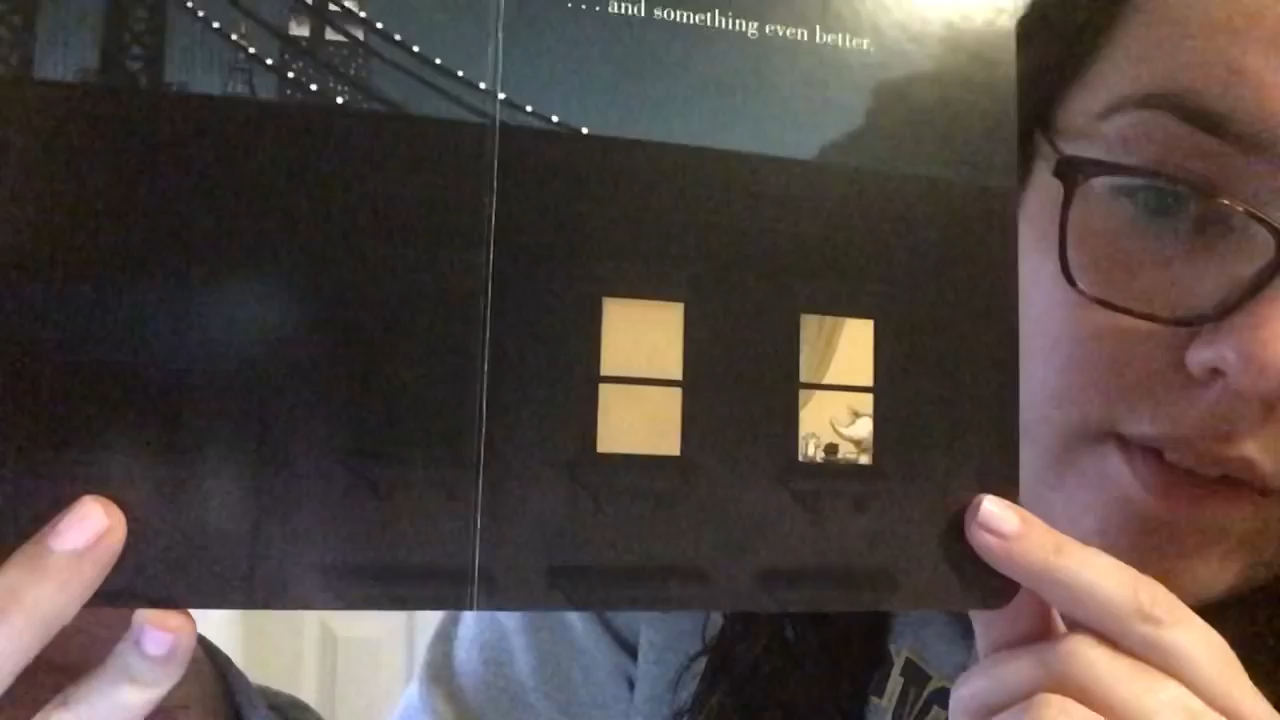 . . . and something even better.